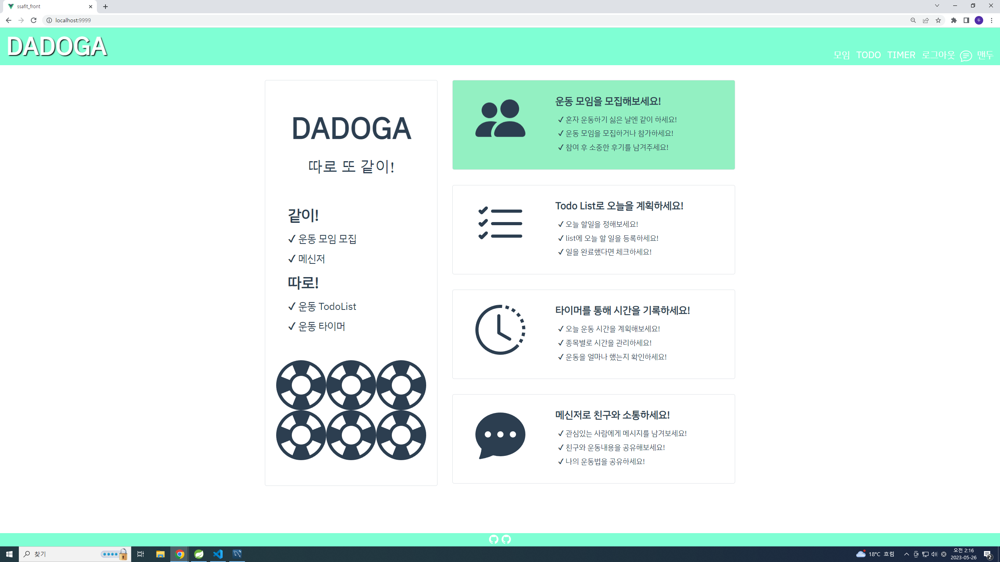 ssafit_front
localhost:9999
두
DADOGA
모임 TODO TIMER 로그아웃 맨두
DADOGA
따로 또 같이!
같이!
✓ 운동 모임 모집
✓ 메신저
따로!
✓ 운동 TodoList
✓ 운동 타이머
운동 모임을 모집해보세요!
✓ 혼자 운동하기 싫은 날엔 같이 하세요!
✓ 운동 모임을 모집하거나 참가하세요!
✓ 참여 후 소중한 후기를 남겨주세요!
Todo List로 오늘을 계획하세요!
✓ 오늘 할일을 정해보세요!
✓ list에 오늘 할 일을 등록하세요!
✓ 일을 완료했다면 체크하세요!
타이머를 통해 시간을 기록하세요!
✓ 오늘 운동 시간을 계획해보세요!
✓ 종목별로 시간을 관리하세요!
✓ 운동을 얼마나 했는지 확인하세요!
메신저로 친구와 소통하세요!
✓ 관심있는 사람에게 메시지를 남겨보세요!
✓ 친구와 운동내용을 공유해보세요!
✓ 나의 운동법을 공유하세요!
찾기
18°C 흐림
오전 2:16
2023-05-26
2